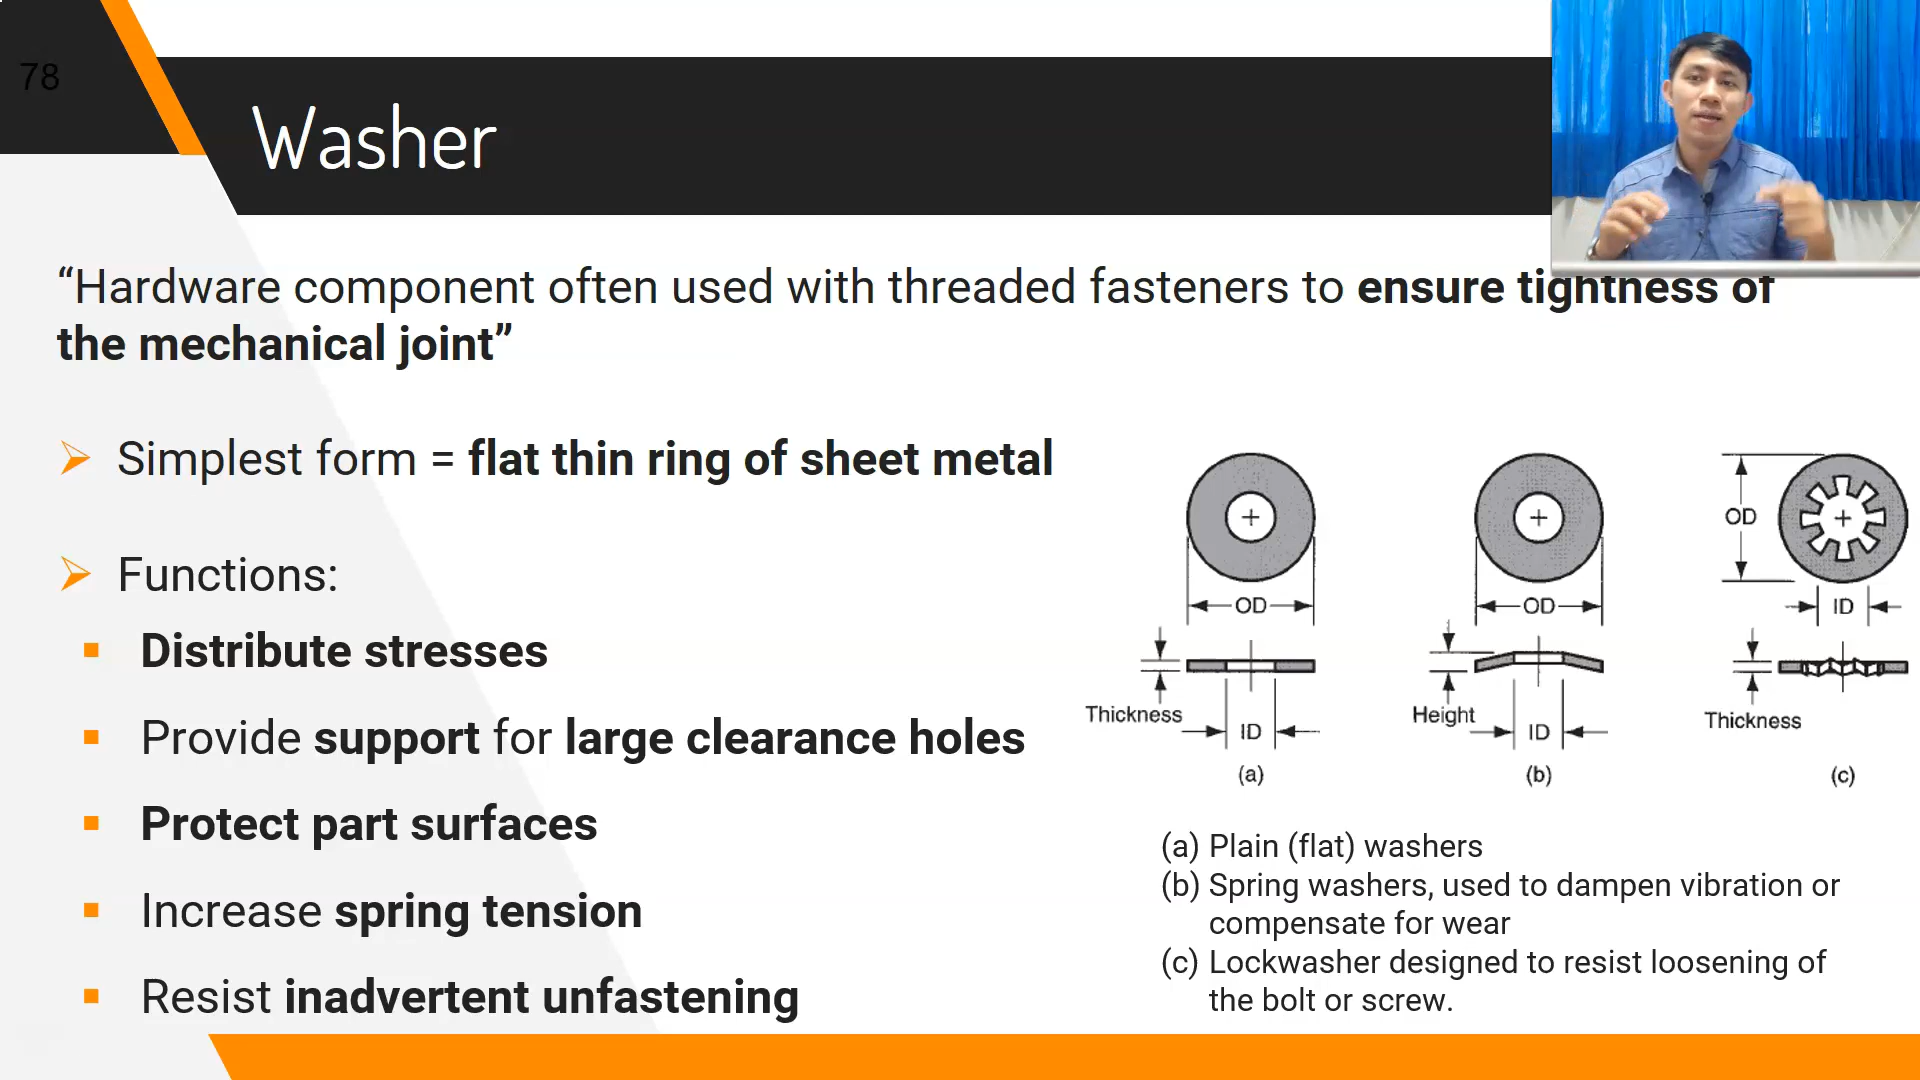 78
Washer
“Hardware component often used with threaded fasteners to ensure tightness of
the mechanical joint”
Simplest form = flat thin ring of sheet metal
Functions:
Distribute stresses
Provide support for large clearance holes
Protect part surfaces
Increase spring tension
Resist inadvertent unfastening
OD
Thickness
ID
(a)
OD
Height
ID
(b)
OD
ID
Thickness
(c)
(a) Plain (flat) washers
(b) Spring washers, used to dampen vibration or
compensate for wear
(c) Lockwasher designed to resist loosening of
the bolt or screw.